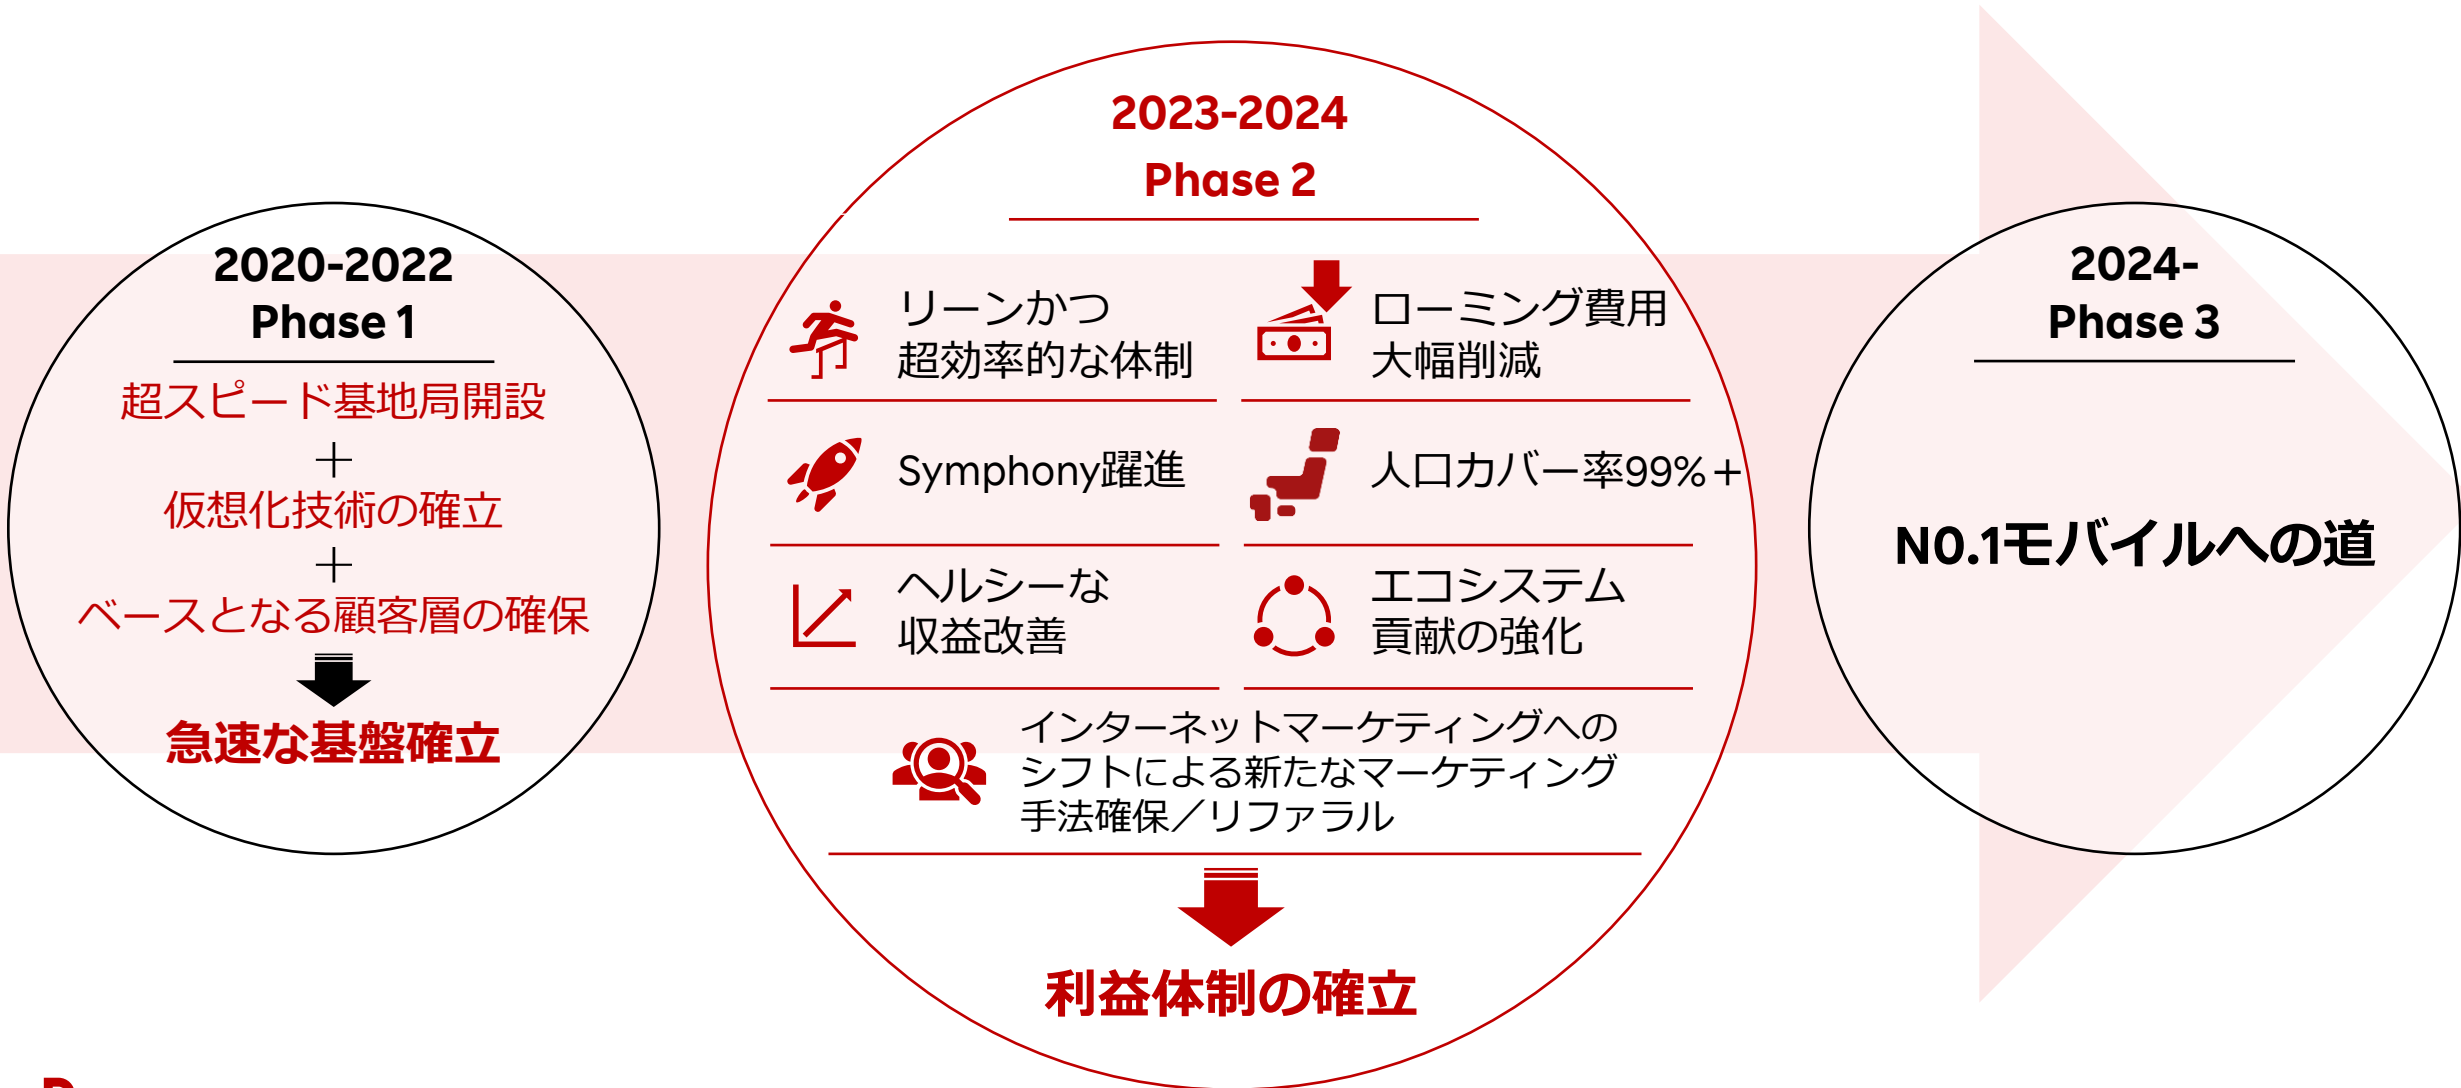 2020-2022
Phase 1
超スピード基地局開設
＋
仮想化技術の確立
＋
ベースとなる顧客層の確保
急速な基盤確立
2023-2024
Phase 2
リーンかつ
超効率的な体制
ローミング費用
大幅削減
Symphony躍進
人口カバー率99%＋
ヘルシーな
収益改善
エコシステム
貢献の強化
インターネットマーケティングへの
シフトによる新たなマーケティング
手法確保／リファラル
利益体制の確立
2024-
Phase 3
N0.1モバイルへの道